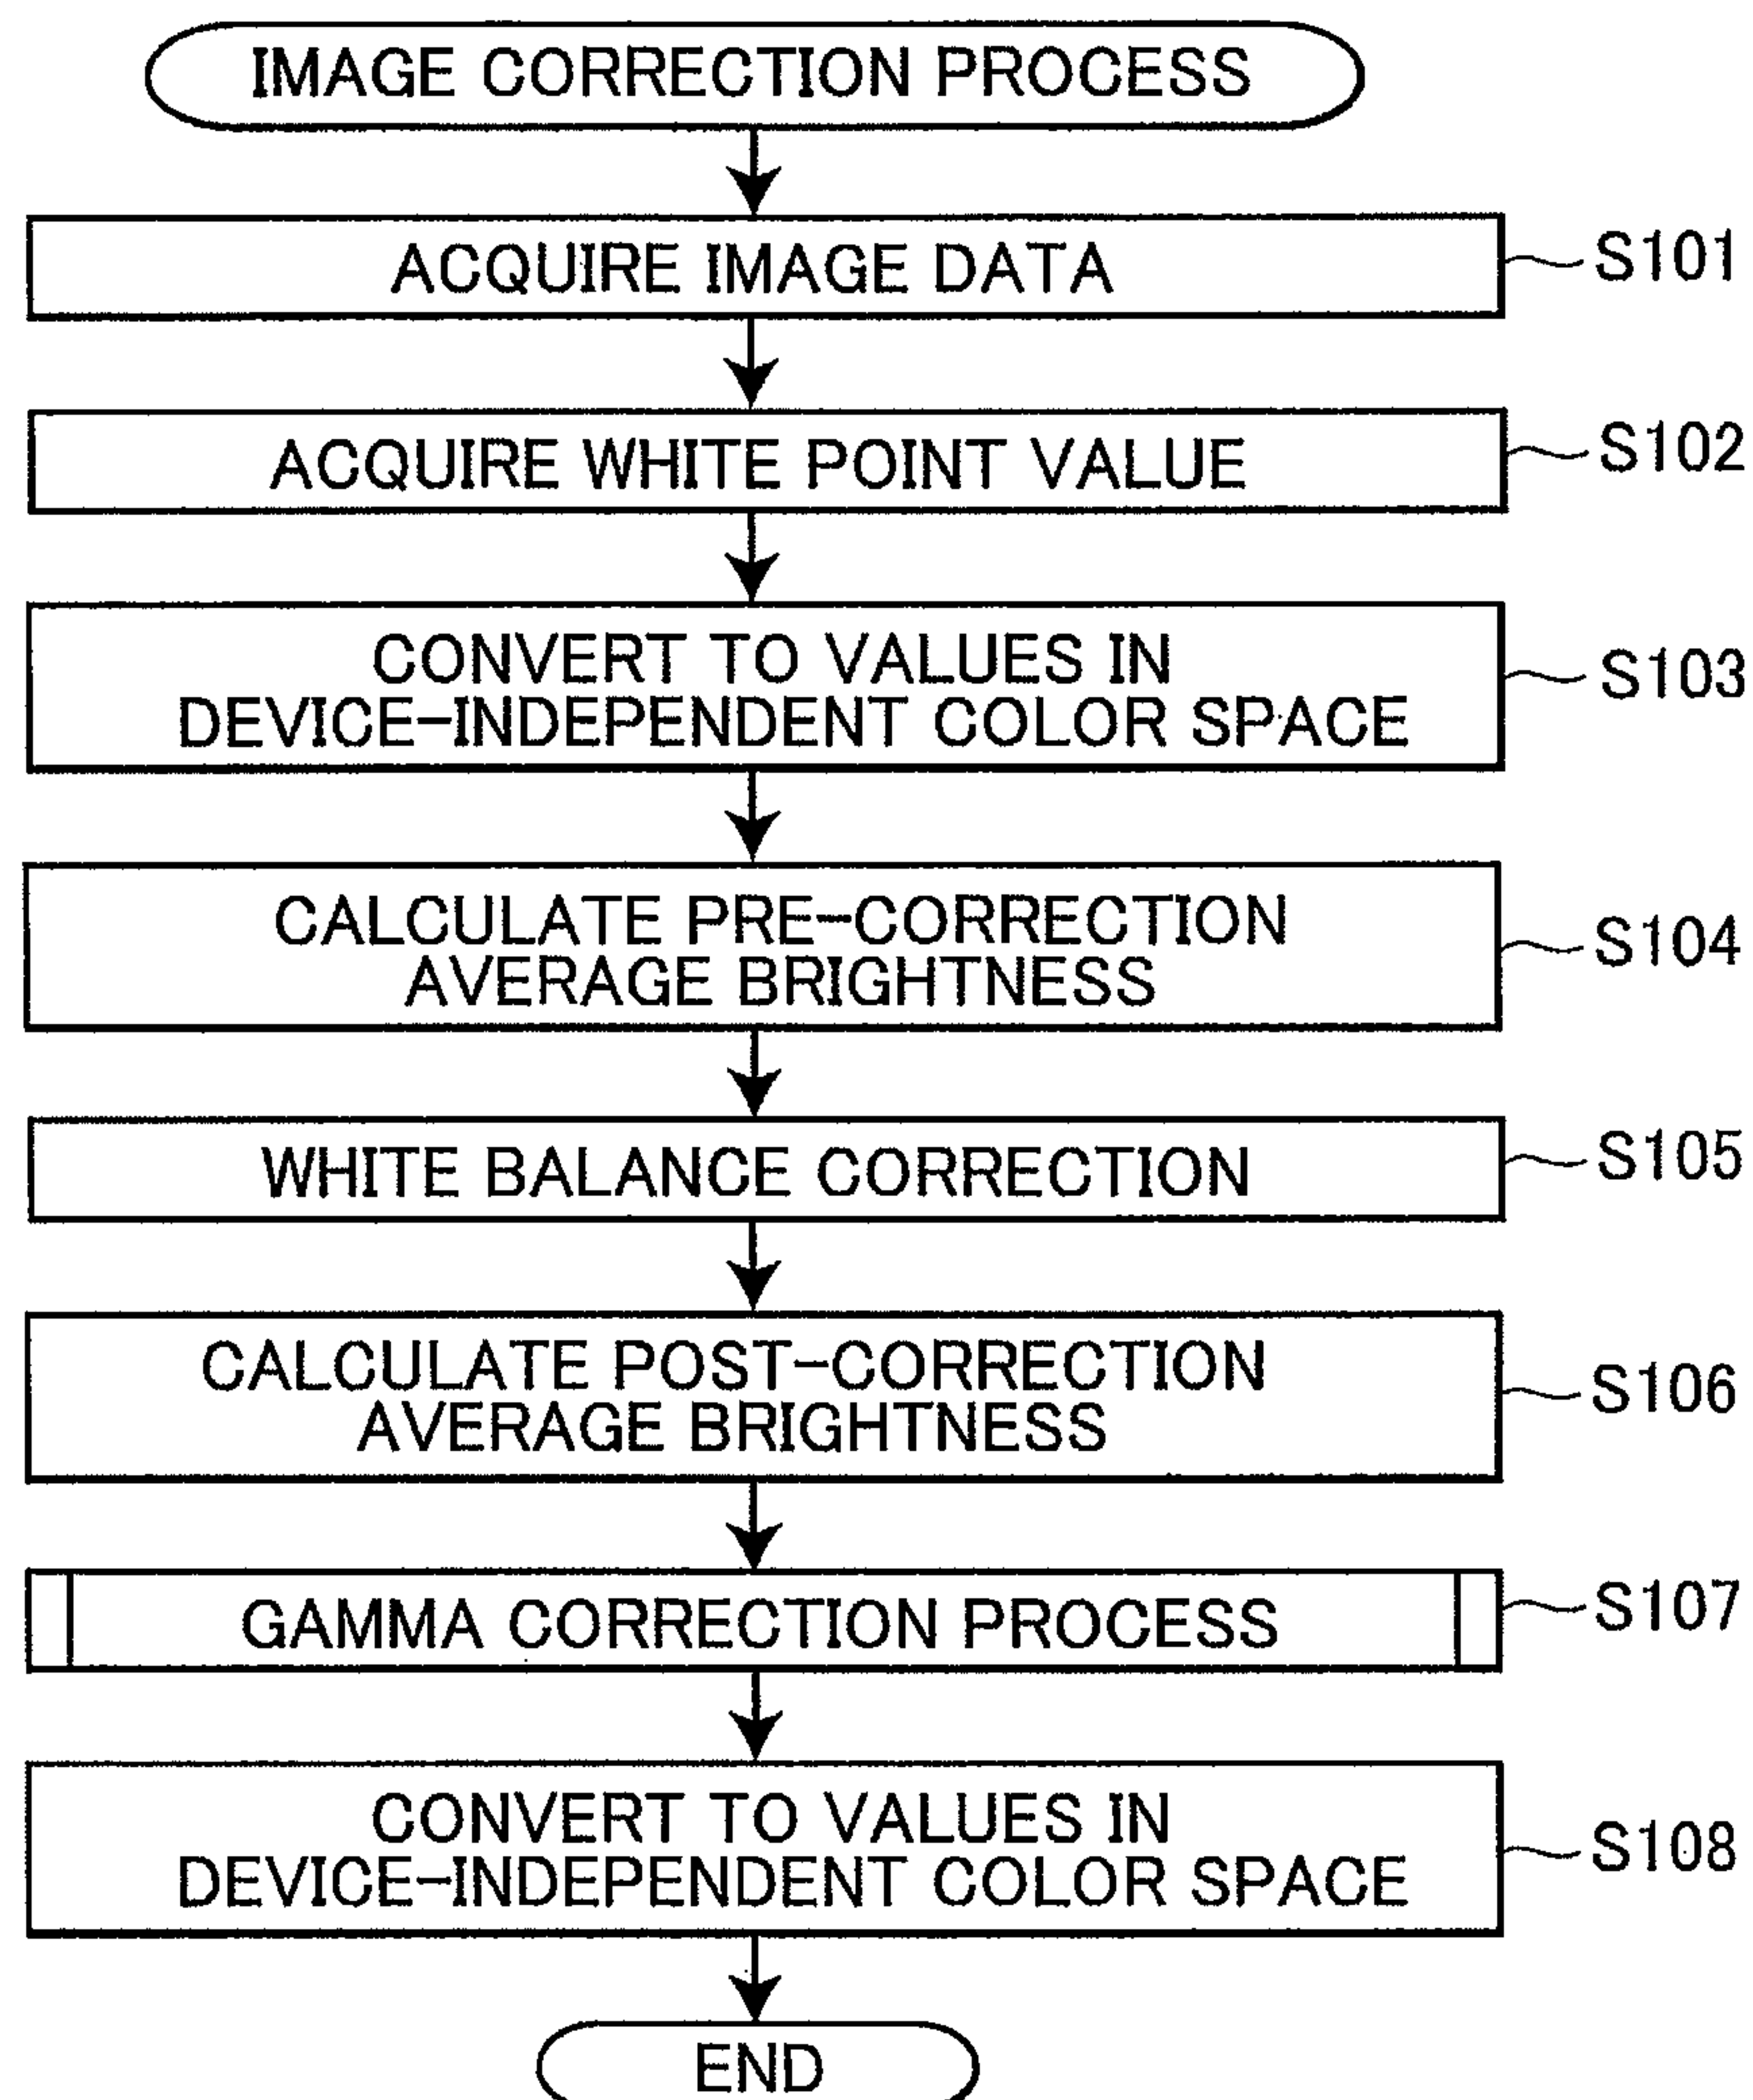 IMAGE CORRECTION PROCESS
ACQUIRE IMAGE DATA
S101
ACQUIRE WHITE POINT VALUE
S102
CONVERT TO VALUES IN
DEVICE-INDEPENDENT COLOR SPACE
S103
CALCULATE PRE-CORRECTION
AVERAGE BRIGHTNESS
S104
WHITE BALANCE CORRECTION
S105
CALCULATE POST-CORRECTION
AVERAGE BRIGHTNESS
S106
GAMMA CORRECTION PROCESS
S107
CONVERT TO VALUES IN
DEVICE-INDEPENDENT COLOR SPACE
S108
END